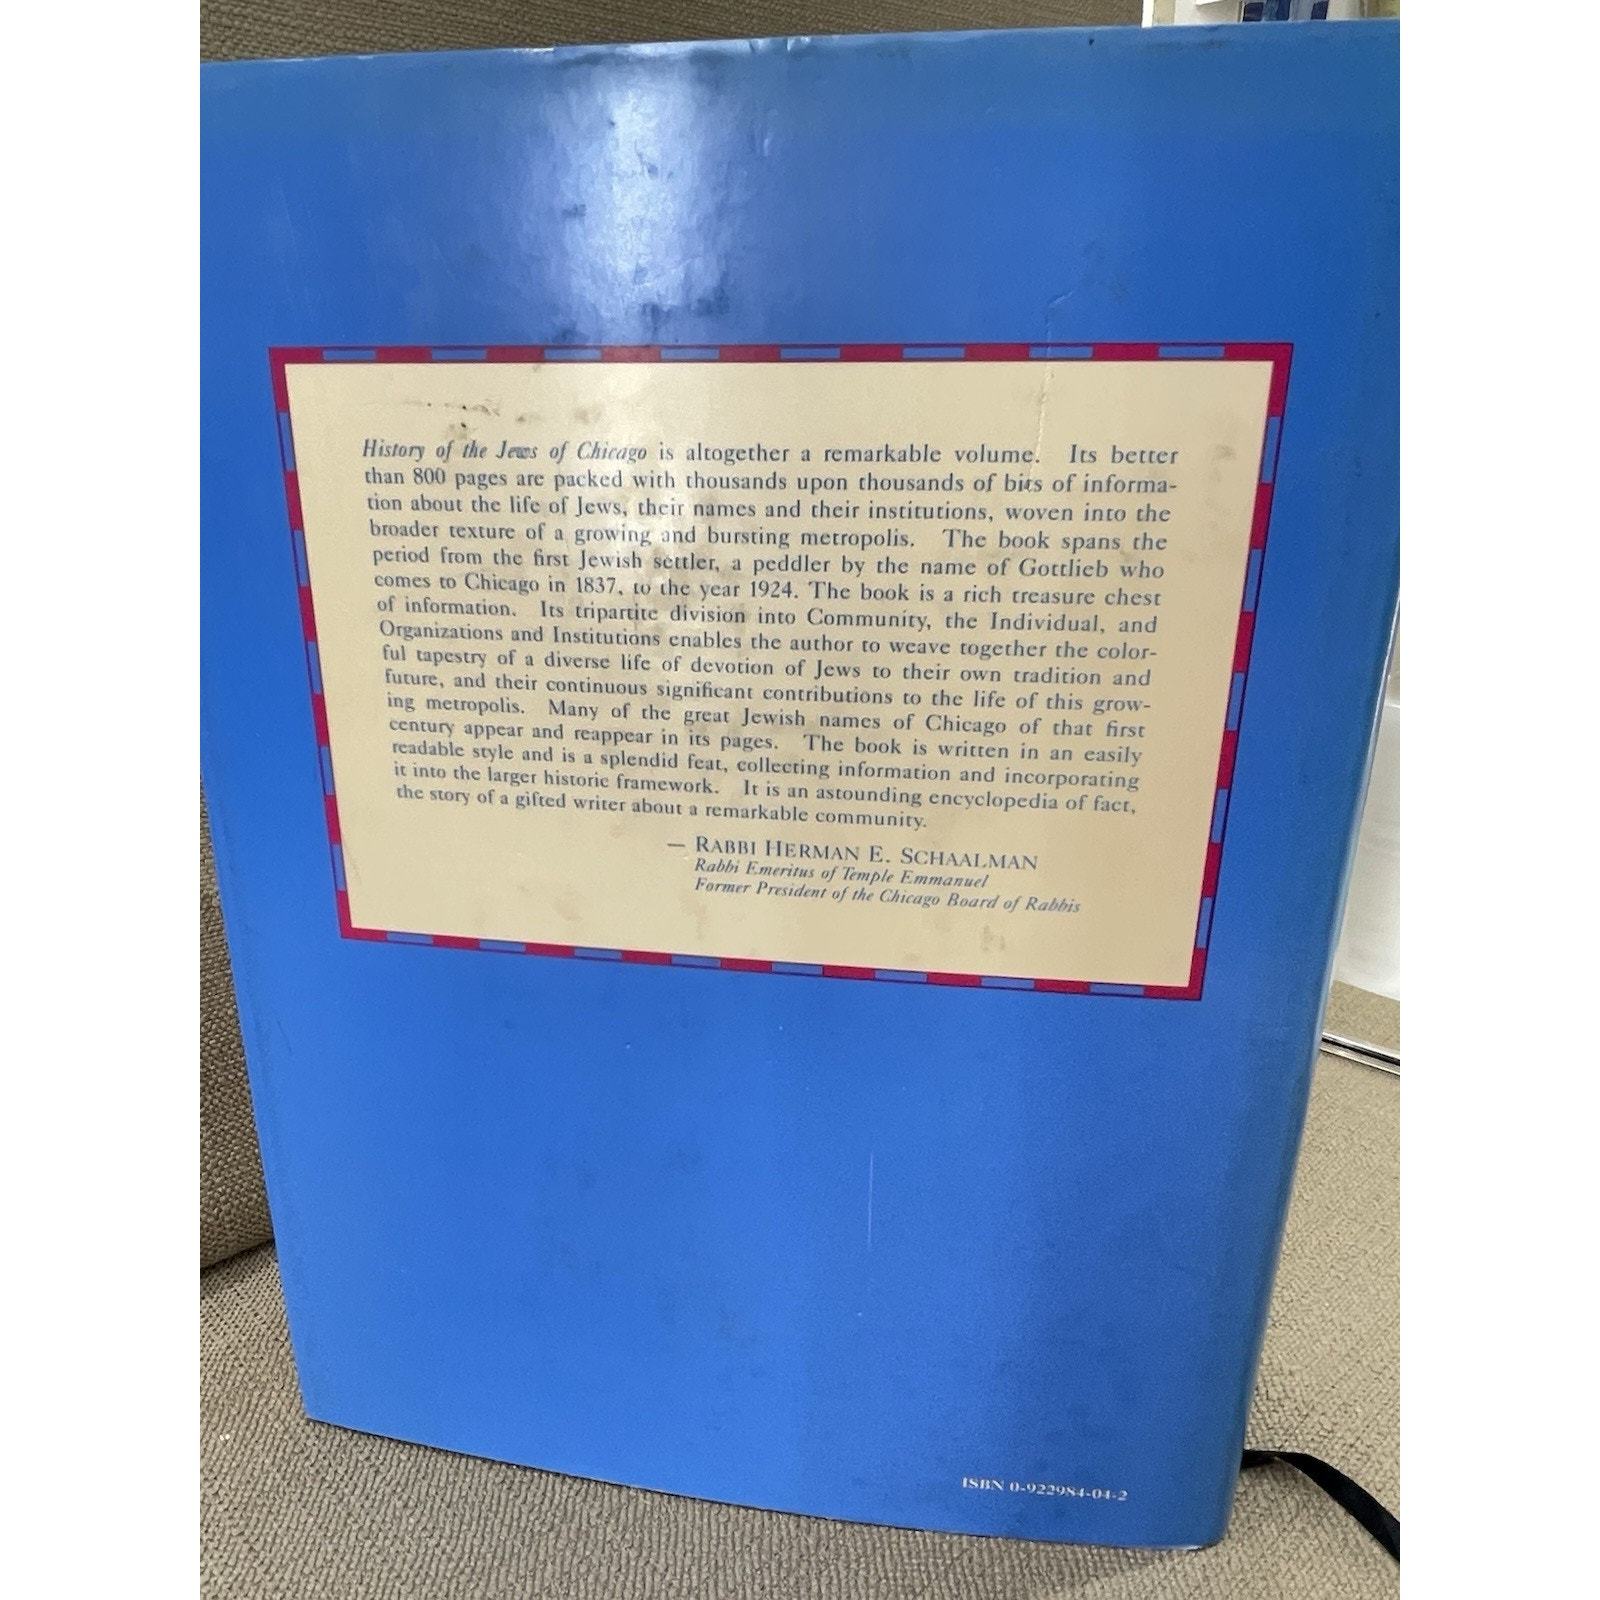 History of the Jews of Chicago is altogether a remarkable volume. Its better
than 800 pages are packed with thousands upon thousands of bits of informa-
tion about the life of Jews, their names and their institutions, woven into the
broader texture of a growing and bursting metropolis. The book spans the
period from the first Jewish settler, a peddler by the name of Gottlieb who
comes to Chicago in 1837, to the year 1924. The book is a rich treasure chest
of information. Its tripartite division into Community, the Individual, and
Organizations and Institutions enables the author to weave together the color-
ful tapestry of a diverse life of devotion of Jews to their own tradition and
future, and their continuous significant contributions to the life of this grow-
ing metropolis. Many of the great Jewish names of Chicago of that first
century appear and reappear in its pages. The book is written in an easily
readable style and is a splendid feat, collecting information and incorporating
it into the larger historic framework. It is an astounding encyclopedia of fact,
the story of a gifted writer about a remarkable community.
— RABBI HERMAN E. SCHAALMAN
Rabbi Emeritus of Temple Emmanuel
Former President of the Chicago Board of Rabbis
ISBN 0-922984-04-2